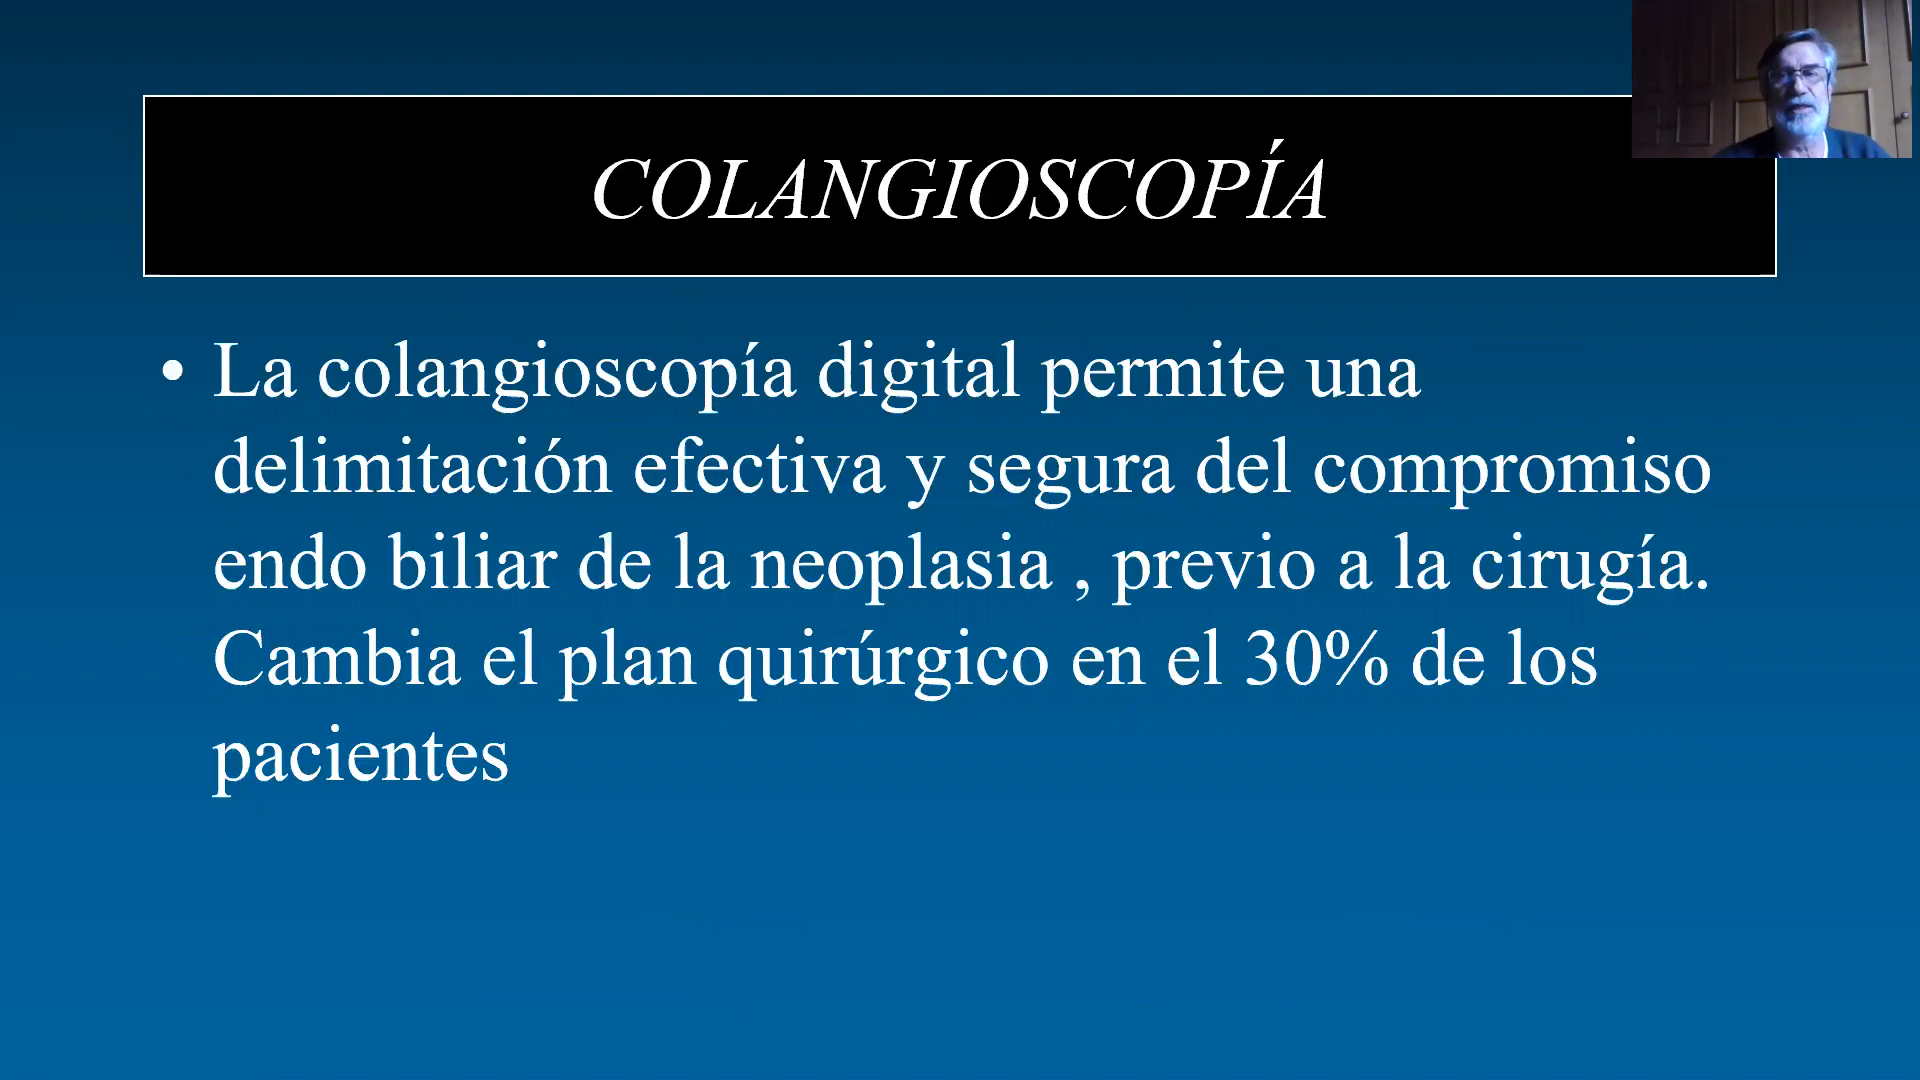 COLANGIOSCOPÍA
• La colangioscopía digital permite una
delimitación efectiva y segura del compromiso
endo biliar de la neoplasia , previo a la cirugía.
Cambia el plan quirúrgico en el 30% de los
pacientes